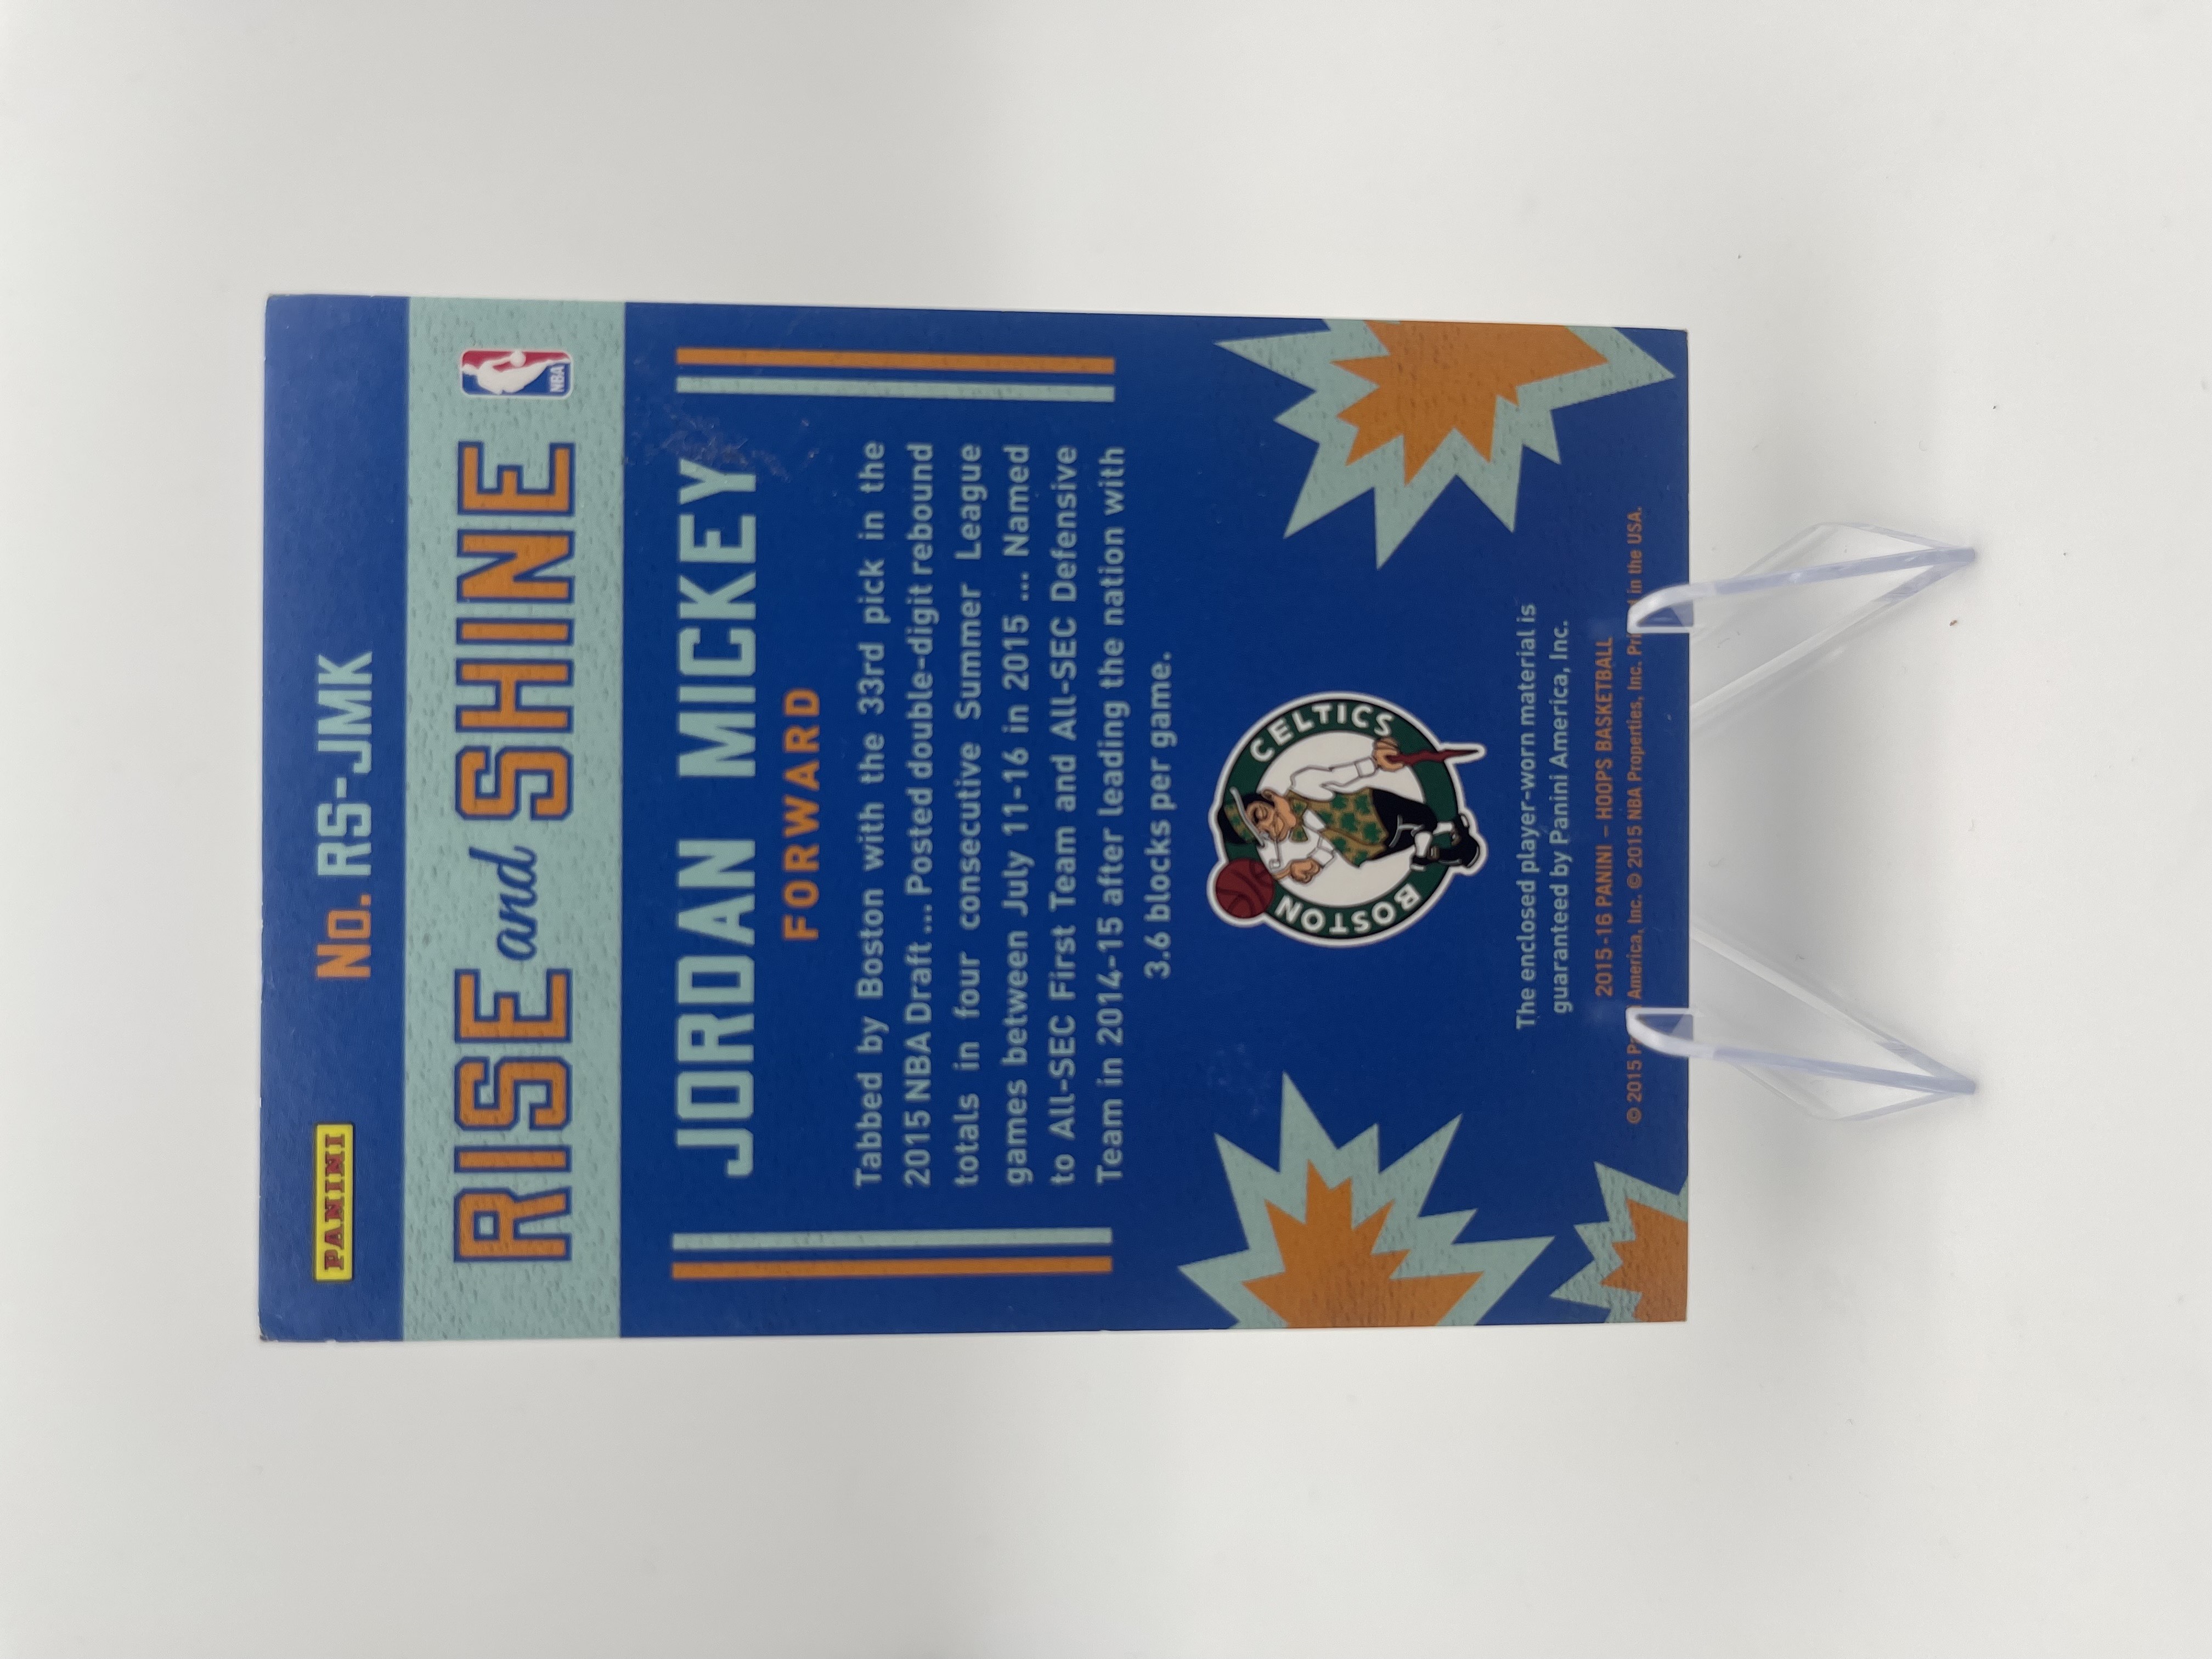 PANINI
No. RS-JMK
RISE and SHINE
NBA
JORDAN MICKEY
FORWARD
Tabbed by Boston with the 33rd pick in the
2015 NBA Draft ... Posted double-digit rebound
totals in four consecutive Summer League
games between July 11-16 in 2015 ... Named
to All-SEC First Team and All-SEC Defensive
Team in 2014-15 after leading the nation with
3.6 blocks per game.
BOSTON CELTICS
The enclosed player-worn material is
guaranteed by Panini America, Inc.
2015-16 PANINI – HOOPS BASKETBALL
© 2015 America, Inc. © 2015 NBA Properties, Inc. in the USA.